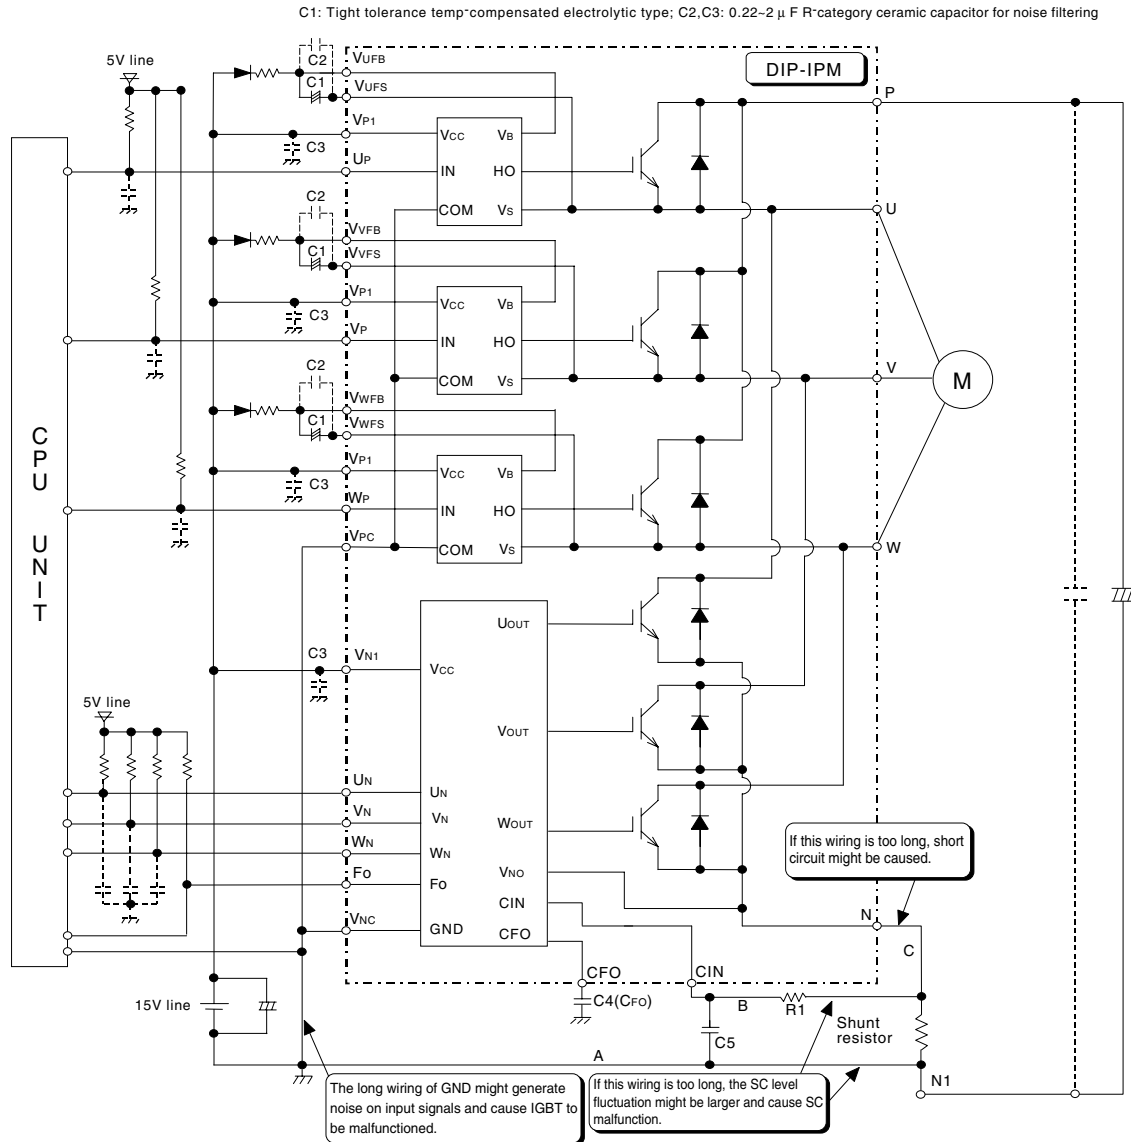 C1: Tight tolerance temp-compensated electrolytic type; C2,C3: 0.22~2 μ F R-category ceramic capacitor for noise filtering
DIP-IPM
5V line
C2
C1
VUFB
VUFS
VP1
C3
UP
VCC
VB
IN
HO
COM
VS
P
U
C2
C1
VVFB
VVFS
VP1
C3
VP
VCC
VB
IN
HO
COM
VS
V
M
C2
C1
VWFB
VWFS
VP1
C3
WP
VPC
VCC
VB
IN
HO
COM
VS
W
CPU UNIT
C3
VN1
VCC
UOUT
VOUT
WOUT
VNO
CIN
CFO
5V line
UN
VN
WN
Fo
VNC
UN
VN
WN
Fo
GND
If this wiring is too long, short
circuit might be caused.
N
C
CFO
CIN
C4(CFO)
B
R1
Shunt
resistor
C5
15V line
A
N1
The long wiring of GND might generate
noise on input signals and cause IGBT to
be malfunctioned.
If this wiring is too long, the SC level
fluctuation might be larger and cause SC
malfunction.